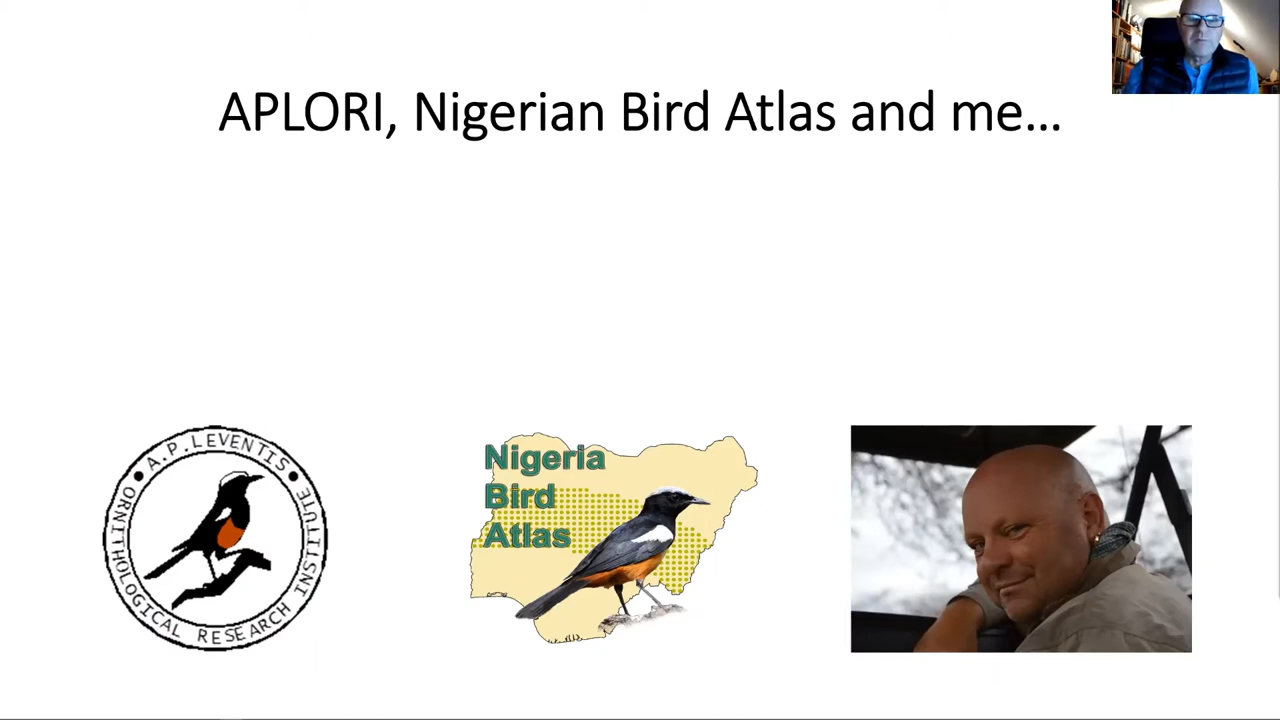 APLORI, Nigerian Bird Atlas and me...
A.P.LEVENTIS
ORNITHOLOGICAL RESEARCH INSTITUTE
Nigeria
Bird
Atlas